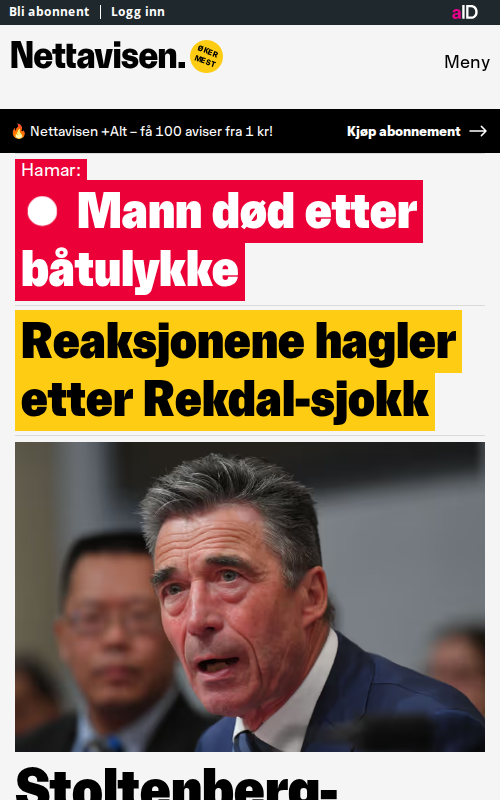 Bli abonnent
Logg inn
aID
Nettavisen.
ØKER
MEST
Meny
🔥 Nettavisen +Alt – få 100 aviser fra 1 kr!
Kjøp abonnement →
Hamar:
Mann død etter
båtulykke
Reaksjonene hagler
etter Rekdal-sjokk
Stoltenberg-